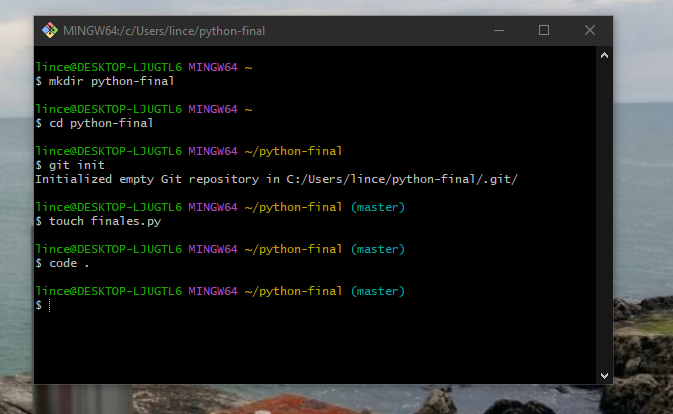 MINGW64:/c/Users/lince/python-final
lince@DESKTOP-LJUGTL6 MINGW64 ~
$ mkdir python-final
lince@DESKTOP-LJUGTL6 MINGW64 ~
$ cd python-final
lince@DESKTOP-LJUGTL6 MINGW64 ~/python-final
$ git init
Initialized empty Git repository in C:/Users/lince/python-final/.git/
lince@DESKTOP-LJUGTL6 MINGW64 ~/python-final (master)
$ touch finales.py
lince@DESKTOP-LJUGTL6 MINGW64 ~/python-final (master)
$ code .
lince@DESKTOP-LJUGTL6 MINGW64 ~/python-final (master)
$